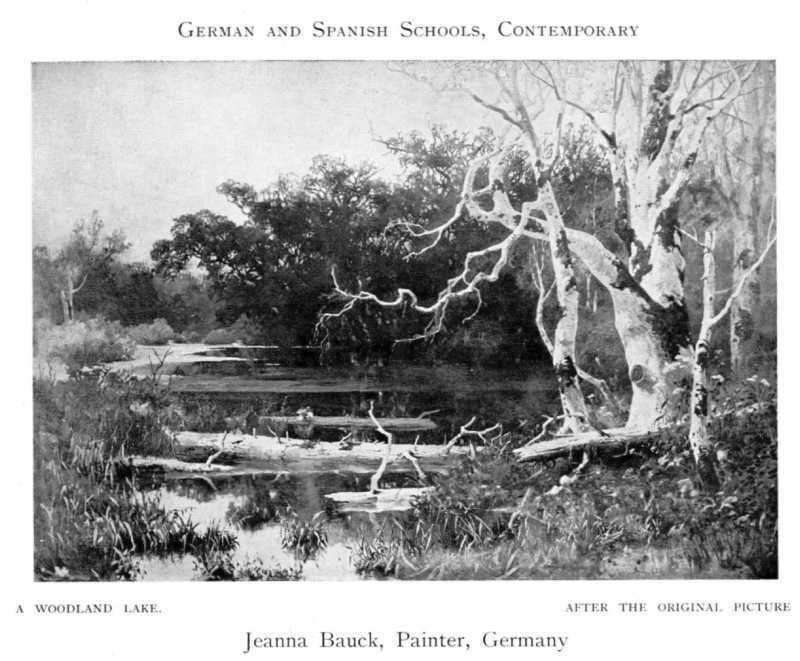 German and Spanish Schools, Contemporary
A WOODLAND LAKE.
AFTER THE ORIGINAL PICTURE
Jeanna Bauck, Painter, Germany